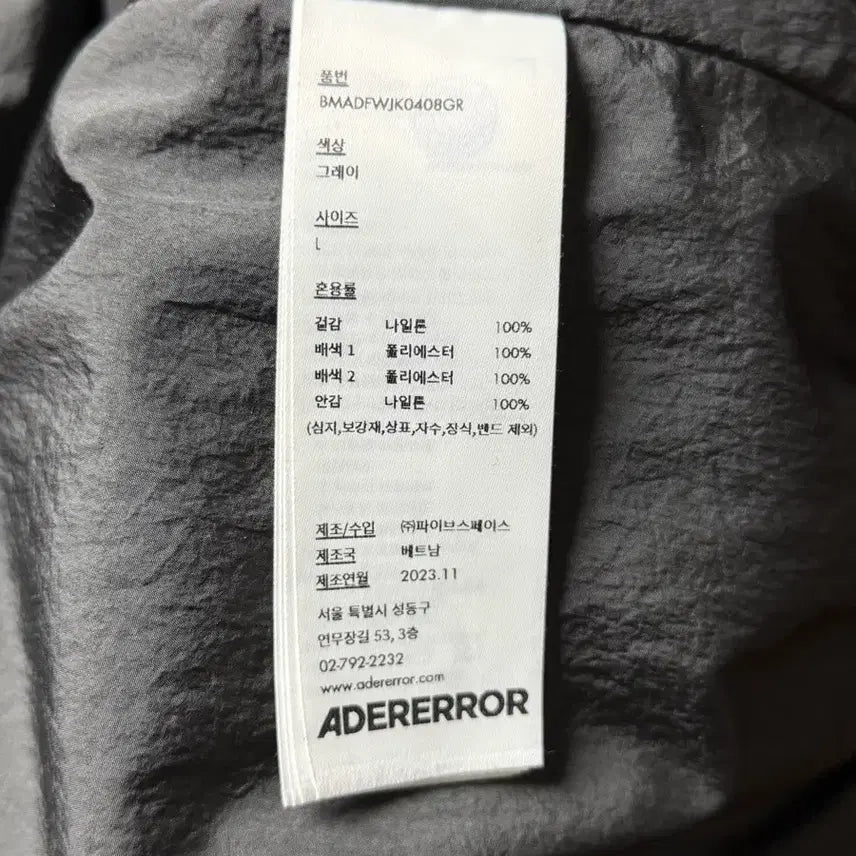 품번
BMADFWJK0408GR
색상
그레이
사이즈
L
혼용률
겉감 나일론 100%
배색 1 폴리에스터 100%
배색 2 폴리에스터 100%
안감 나일론 100%
(심지,보강재,상표,자수,장식,밴드 제외)
제조/수입 ㈜파이브스페이스
제조국 베트남
제조연월 2023.11
서울 특별시 성동구
연무장길 53, 3층
02-792-2232
www.adererror.com
ADERERROR